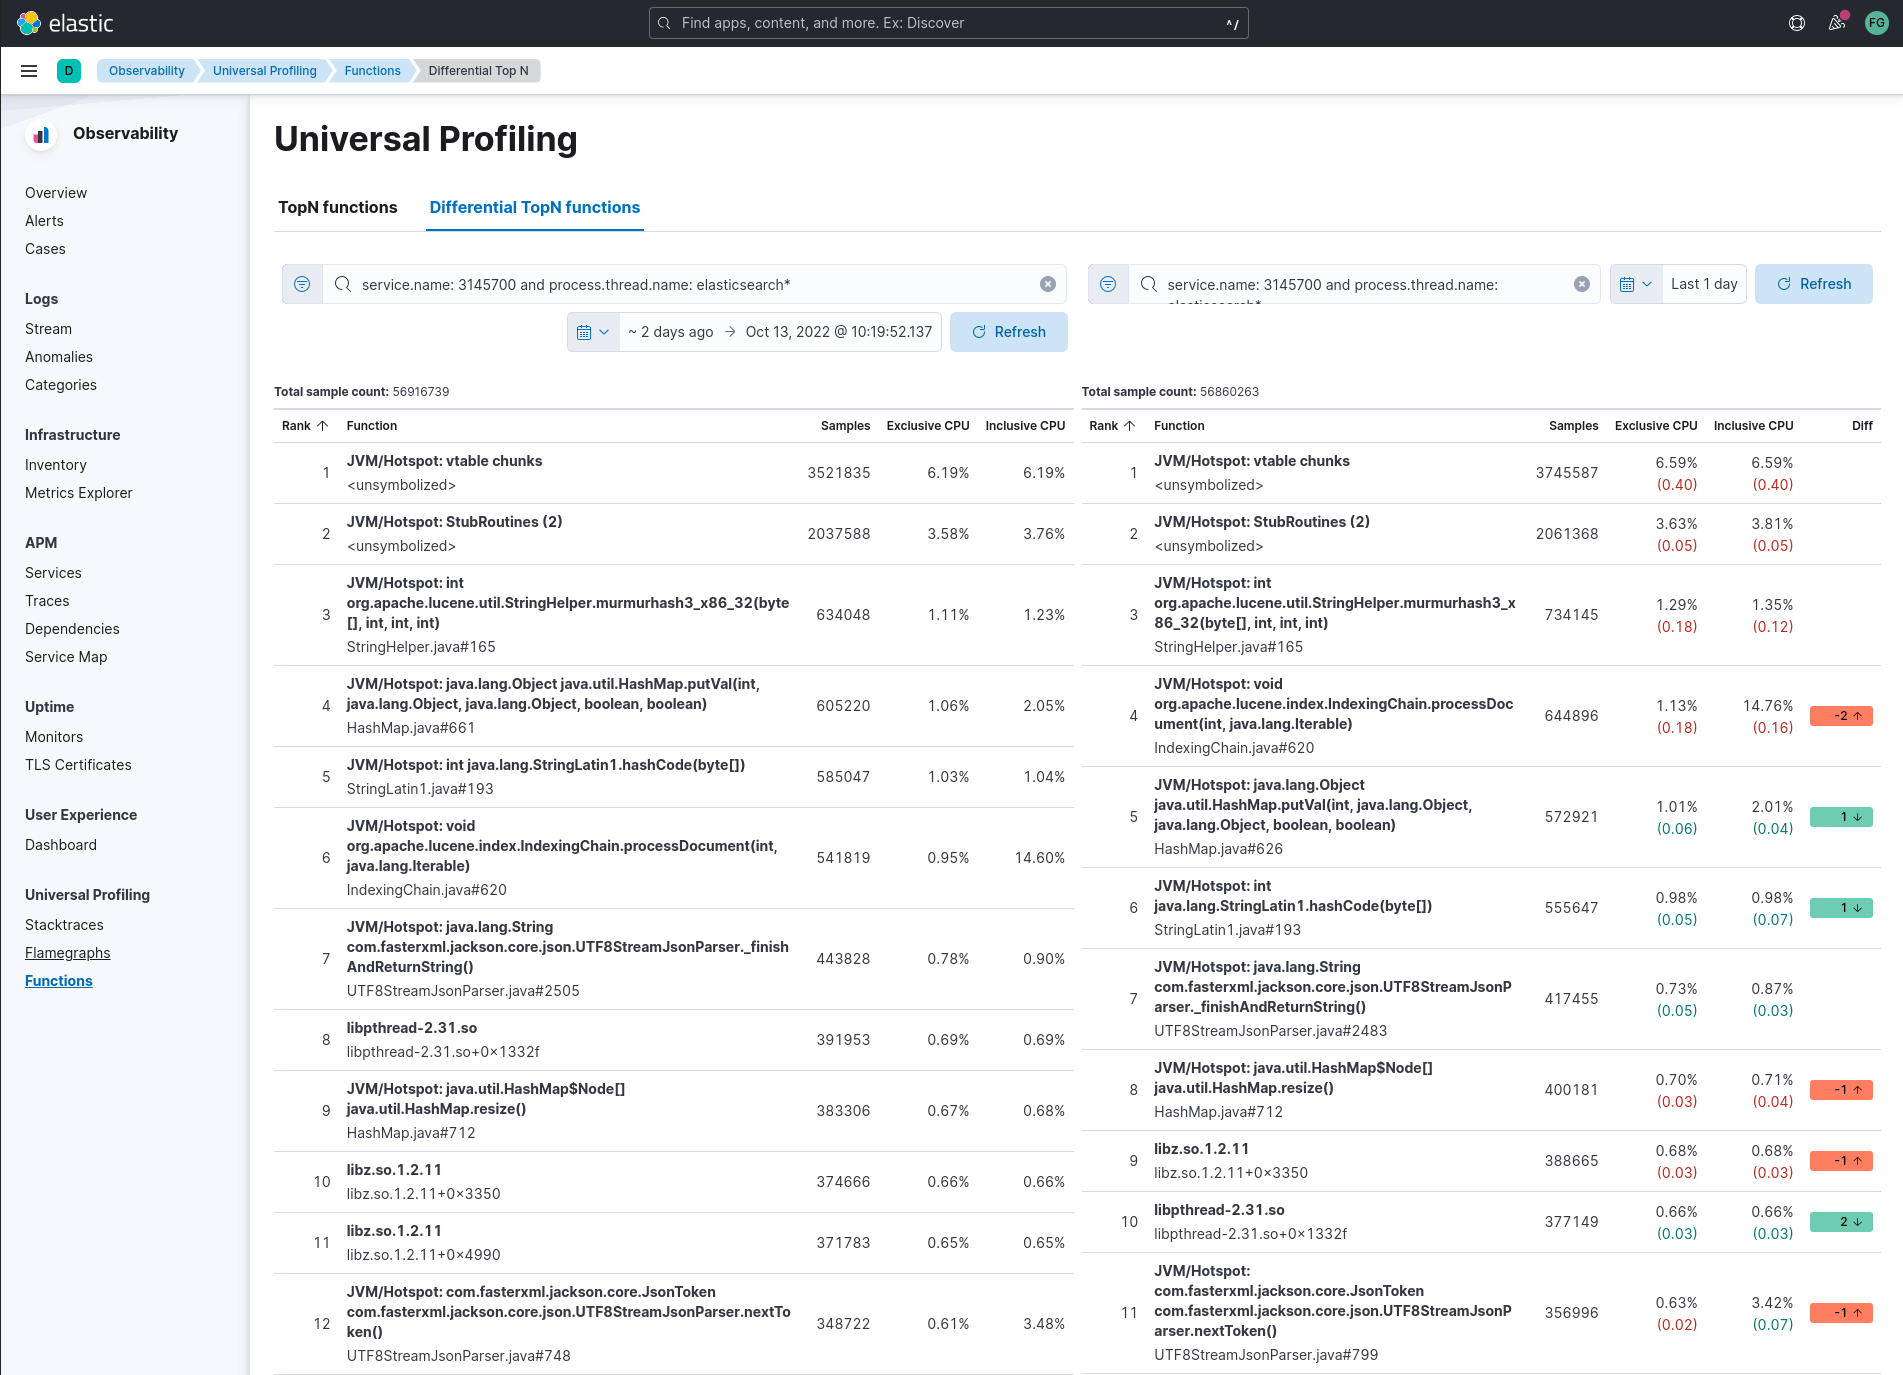 elastic
Find apps, content, and more. Ex: Discover
^/
FG
D
Observability
Universal Profiling
Functions
Differential Top N
Observability
Overview
Alerts
Cases
Logs
Stream
Anomalies
Categories
Infrastructure
Inventory
Metrics Explorer
APM
Services
Traces
Dependencies
Service Map
Uptime
Monitors
TLS Certificates
User Experience
Dashboard
Universal Profiling
Stacktraces
Flamegraphs
Functions
Universal Profiling
TopN functions
Differential TopN functions
service.name: 3145700 and process.thread.name: elasticsearch*
~ 2 days ago → Oct 13, 2022 @ 10:19:52.137
Refresh
service.name: 3145700 and process.thread.name:
elasticsearch*
Last 1 day
Refresh
Total sample count: 56916739
Rank ↑ Function Samples Exclusive CPU Inclusive CPU
1 JVM/Hotspot: vtable chunks 3521835 6.19% 6.19%
<unsymbolized>
2 JVM/Hotspot: StubRoutines (2) 2037588 3.58% 3.76%
<unsymbolized>
JVM/Hotspot: int
org.apache.lucene.util.StringHelper.murmurhash3_x86_32(byte
3 [], int, int, int) 634048 1.11% 1.23%
StringHelper.java#165
JVM/Hotspot: java.lang.Object java.util.HashMap.putVal(int,
4 java.lang.Object, java.lang.Object, boolean, boolean) 605220 1.06% 2.05%
HashMap.java#661
5 JVM/Hotspot: int java.lang.StringLatin1.hashCode(byte[]) 585047 1.03% 1.04%
StringLatin1.java#193
JVM/Hotspot: void
org.apache.lucene.index.IndexingChain.processDocument(int,
6 java.lang.Iterable) 541819 0.95% 14.60%
IndexingChain.java#620
JVM/Hotspot: java.lang.String
com.fasterxml.jackson.core.json.UTF8StreamJsonParser._finish
7 AndReturnString() 443828 0.78% 0.90%
UTF8StreamJsonParser.java#2505
8 libpthread-2.31.so 391953 0.69% 0.69%
libpthread-2.31.so+0x1332f
JVM/Hotspot: java.util.HashMap$Node[]
9 java.util.HashMap.resize() 383306 0.67% 0.68%
HashMap.java#712
10 libz.so.1.2.11 374666 0.66% 0.66%
libz.so.1.2.11+0x3350
11 libz.so.1.2.11 371783 0.65% 0.65%
libz.so.1.2.11+0x4990
JVM/Hotspot: com.fasterxml.jackson.core.JsonToken
com.fasterxml.jackson.core.json.UTF8StreamJsonParser.nextTo
12 ken() 348722 0.61% 3.48%
UTF8StreamJsonParser.java#748
Total sample count: 56860263
Rank ↑ Function Samples Exclusive CPU Inclusive CPU Diff
1 JVM/Hotspot: vtable chunks 3745587 6.59% 6.59%
<unsymbolized> (0.40) (0.40)
2 JVM/Hotspot: StubRoutines (2) 2061368 3.63% 3.81%
<unsymbolized> (0.05) (0.05)
JVM/Hotspot: int
org.apache.lucene.util.StringHelper.murmurhash3_x
3 86_32(byte[], int, int, int) 734145 1.29% 1.35%
StringHelper.java#165 (0.18) (0.12)
JVM/Hotspot: void
org.apache.lucene.index.IndexingChain.processDoc
4 ument(int, java.lang.Iterable) 644896 1.13% 14.76% -2 ↑
IndexingChain.java#620 (0.18) (0.16)
JVM/Hotspot: java.lang.Object
java.util.HashMap.putVal(int, java.lang.Object,
5 java.lang.Object, boolean, boolean) 572921 1.01% 2.01% 1 ↓
HashMap.java#626 (0.06) (0.04)
JVM/Hotspot: int
6 java.lang.StringLatin1.hashCode(byte[]) 555647 0.98% 0.98% 1 ↓
StringLatin1.java#193 (0.05) (0.07)
JVM/Hotspot: java.lang.String
com.fasterxml.jackson.core.json.UTF8StreamJsonP
7 arser._finishAndReturnString() 417455 0.73% 0.87%
UTF8StreamJsonParser.java#2483 (0.05) (0.03)
JVM/Hotspot: java.util.HashMap$Node[]
8 java.util.HashMap.resize() 400181 0.70% 0.71% -1 ↑
HashMap.java#712 (0.03) (0.04)
9 libz.so.1.2.11 388665 0.68% 0.68% -1 ↑
libz.so.1.2.11+0x3350 (0.03) (0.03)
10 libpthread-2.31.so 377149 0.66% 0.66% 2 ↓
libpthread-2.31.so+0x1332f (0.03) (0.03)
JVM/Hotspot:
com.fasterxml.jackson.core.JsonToken
com.fasterxml.jackson.core.json.UTF8StreamJsonP
11 arser.nextToken() 356996 0.63% 3.42% -1 ↑
UTF8StreamJsonParser.java#799 (0.02) (0.07)